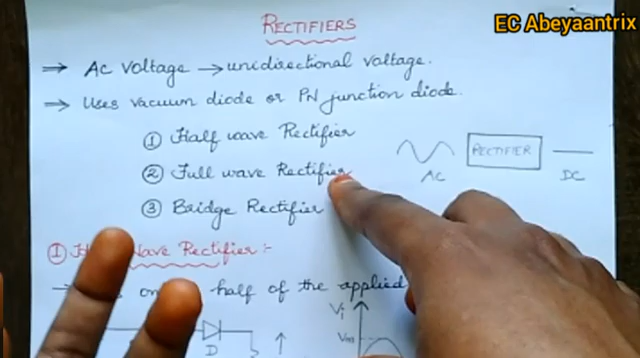 EC Abeyaantrix
RECTIFIERS
→ AC Voltage → unidirectional voltage.
→ Uses vacuum diode or PN junction diode.
① Half wave Rectifier
② Full wave Rectifier
③ Bridge Rectifier
RECTIFIER
AC
DC
① Wave Rectifier :-
→ half of the applied
Vi
Vm
D